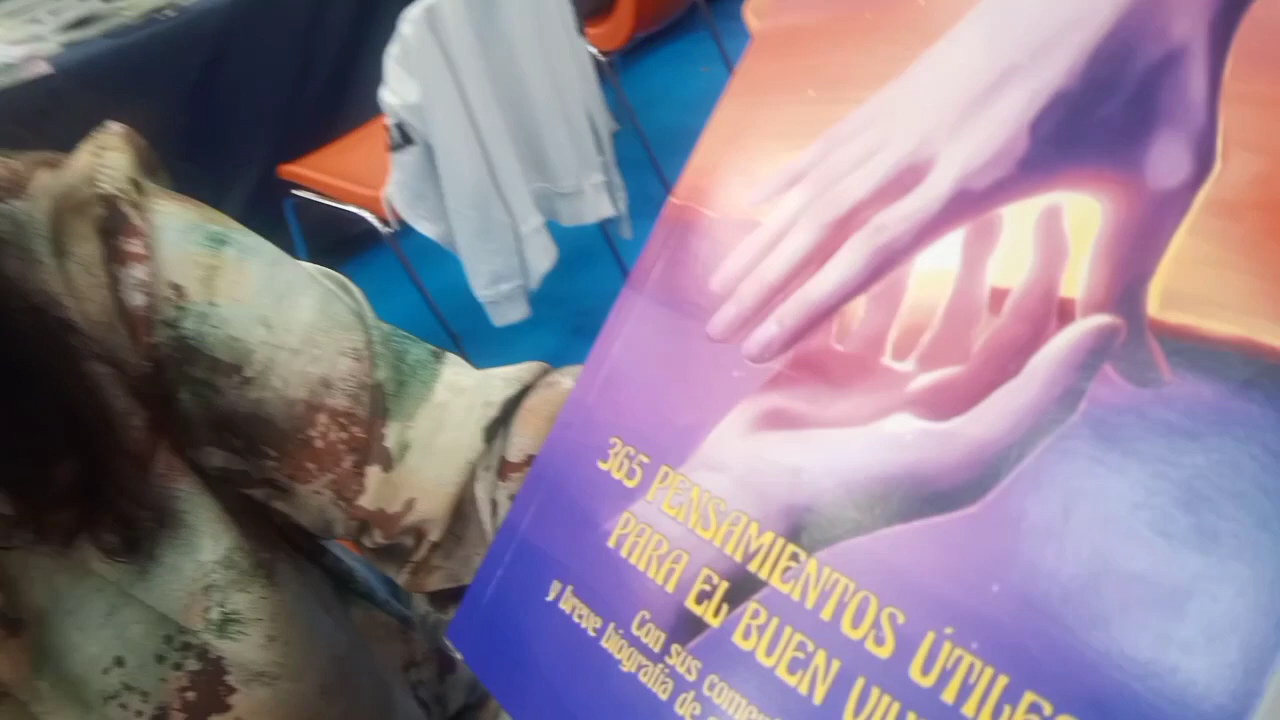 365 PENSAMIENTOS ÚTILES
PARA EL BUEN
Con sus
y breve biografía de